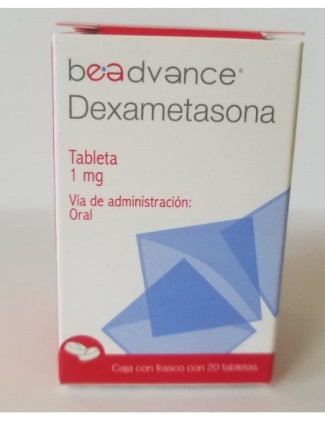 beadvance®
Dexametasona
Tableta
1 mg
Vía de administración:
Oral
Caja con frasco con 20 tabletas